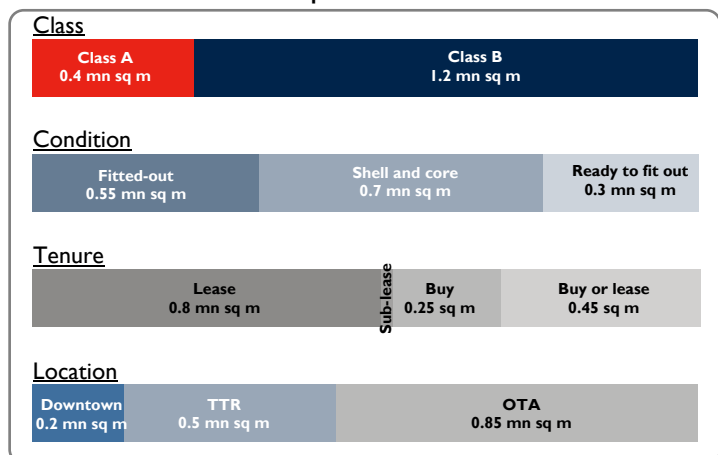 Class
Class A
0.4 mn sq m
Class B
1.2 mn sq m
Condition
Fitted-out
0.55 mn sq m
Shell and core
0.7 mn sq m
Ready to fit out
0.3 mn sq m
Tenure
Lease
0.8 mn sq m
Sub-lease
Buy
0.25 sq m
Buy or lease
0.45 sq m
Location
Downtown
0.2 mn sq m
TTR
0.5 mn sq m
OTA
0.85 mn sq m